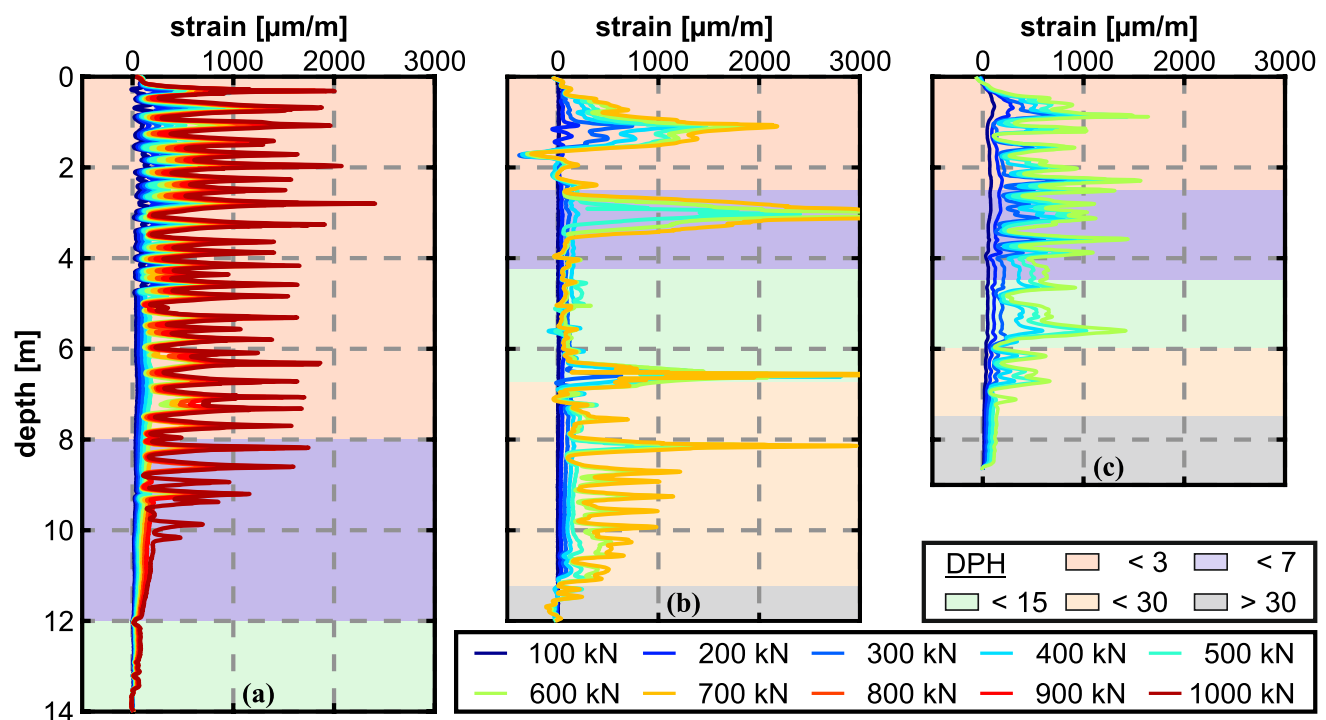 strain [µm/m] strain [µm/m] strain [µm/m]
0 1000 2000 3000 0 1000 2000 3000 0 1000 2000 3000
0
2
4
6
8
10
12
14
depth [m]
(a)
(b)
(c)
DPH < 3 < 7
< 15 < 30 > 30
100 kN 200 kN 300 kN 400 kN 500 kN
600 kN 700 kN 800 kN 900 kN 1000 kN